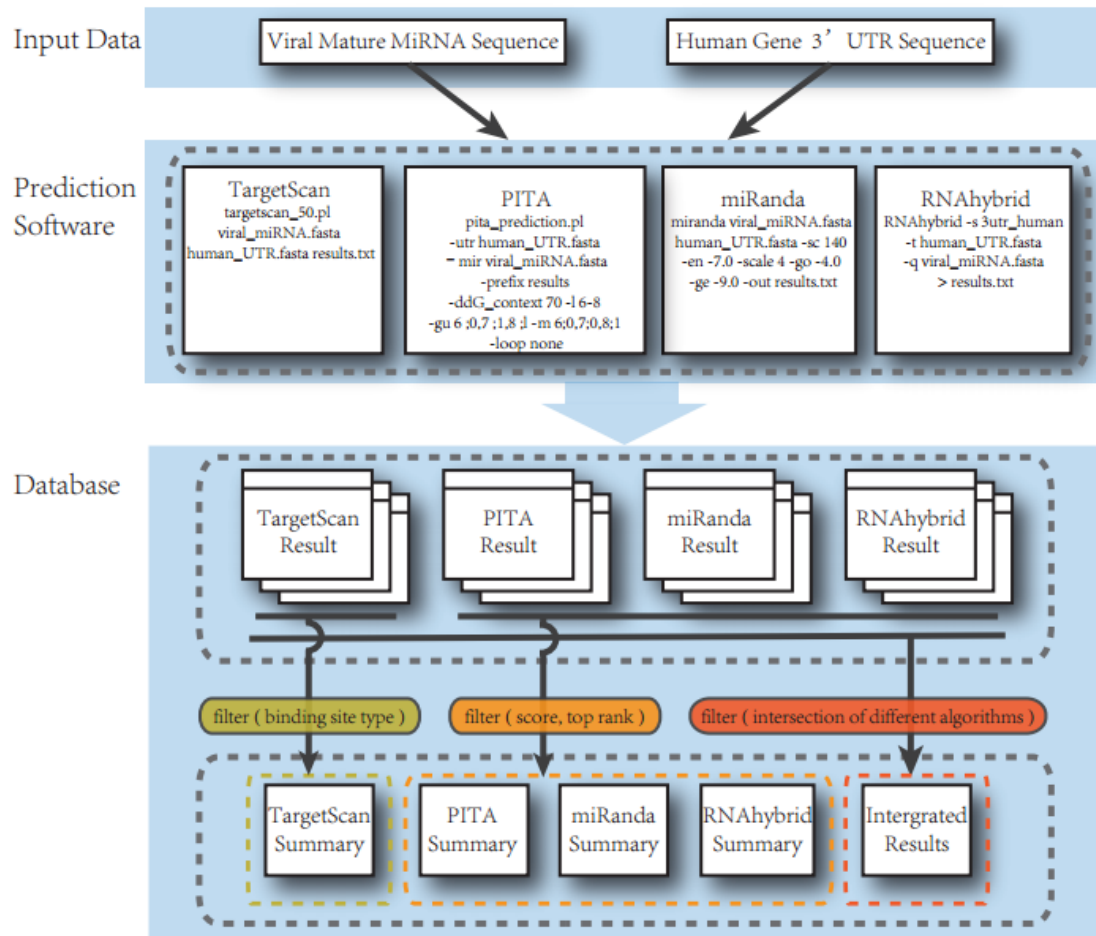 Input Data
Viral Mature MiRNA Sequence
Human Gene 3’ UTR Sequence
Prediction
Software
TargetScan
targetscan_50.pl
viral_miRNA.fasta
human_UTR.fasta results.txt
PITA
pita_prediction.pl
-utr human_UTR.fasta
- mir viral_miRNA.fasta
-prefix results
-ddG_context 70 -l 6-8
-gu 6 ;0,7 ;1,8 ;l -m 6;0,7;0,8;1
-loop none
miRanda
miranda viral_miRNA.fasta
human_UTR.fasta -sc 140
-en -7.0 -scale 4 -go -4.0
-ge -9.0 -out results.txt
RNAhybrid
RNAhybrid -s 3utr_human
-t human_UTR.fasta
-q viral_miRNA.fasta
> results.txt
Database
TargetScan
Result
PITA
Result
miRanda
Result
RNAhybrid
Result
filter ( binding site type )
filter ( score, top rank )
filter ( intersection of different algorithms )
TargetScan
Summary
PITA
Summary
miRanda
Summary
RNAhybrid
Summary
Intergrated
Results